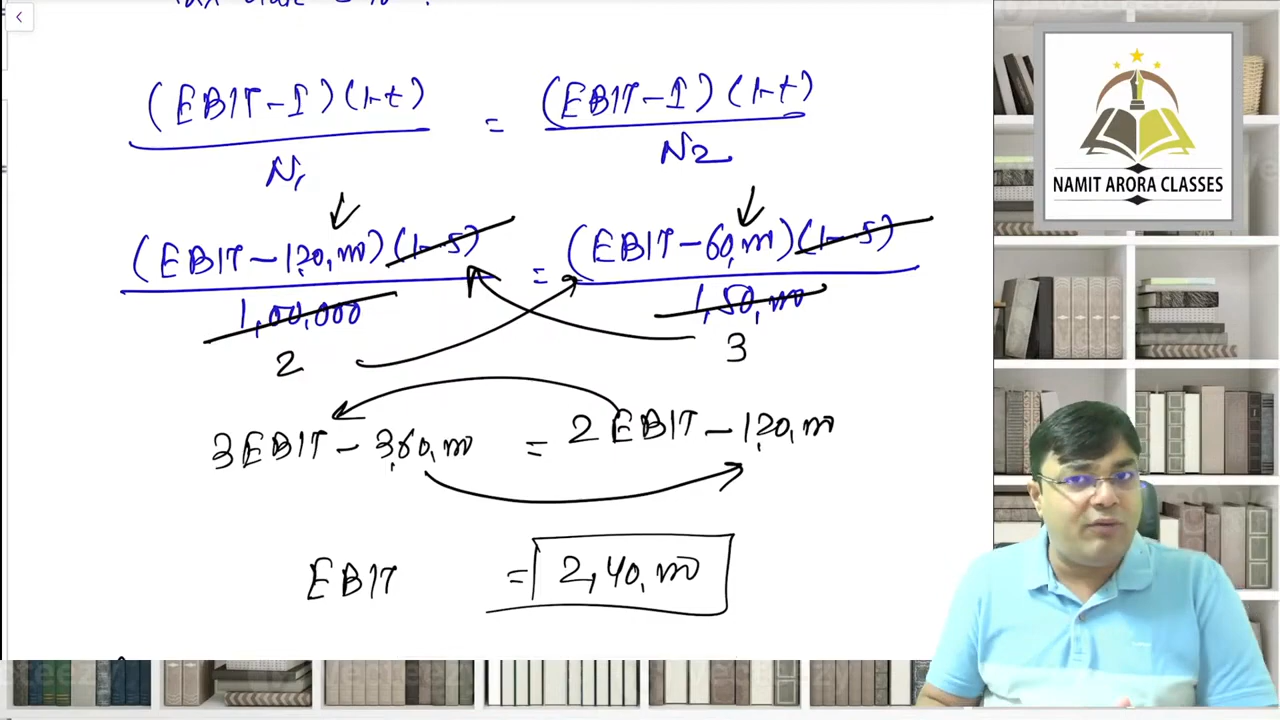 (EBIT-I)(1-t) / N1 = (EBIT-I)(1-t) / N2
(EBIT-120,m)(1-.5) / 1,00,000 = (EBIT-60,m)(1-.5) / 1,50,m
2 3
3EBIT - 360,m = 2EBIT - 120,m
EBIT = 2,40,m
NAMIT ARORA CLASSES